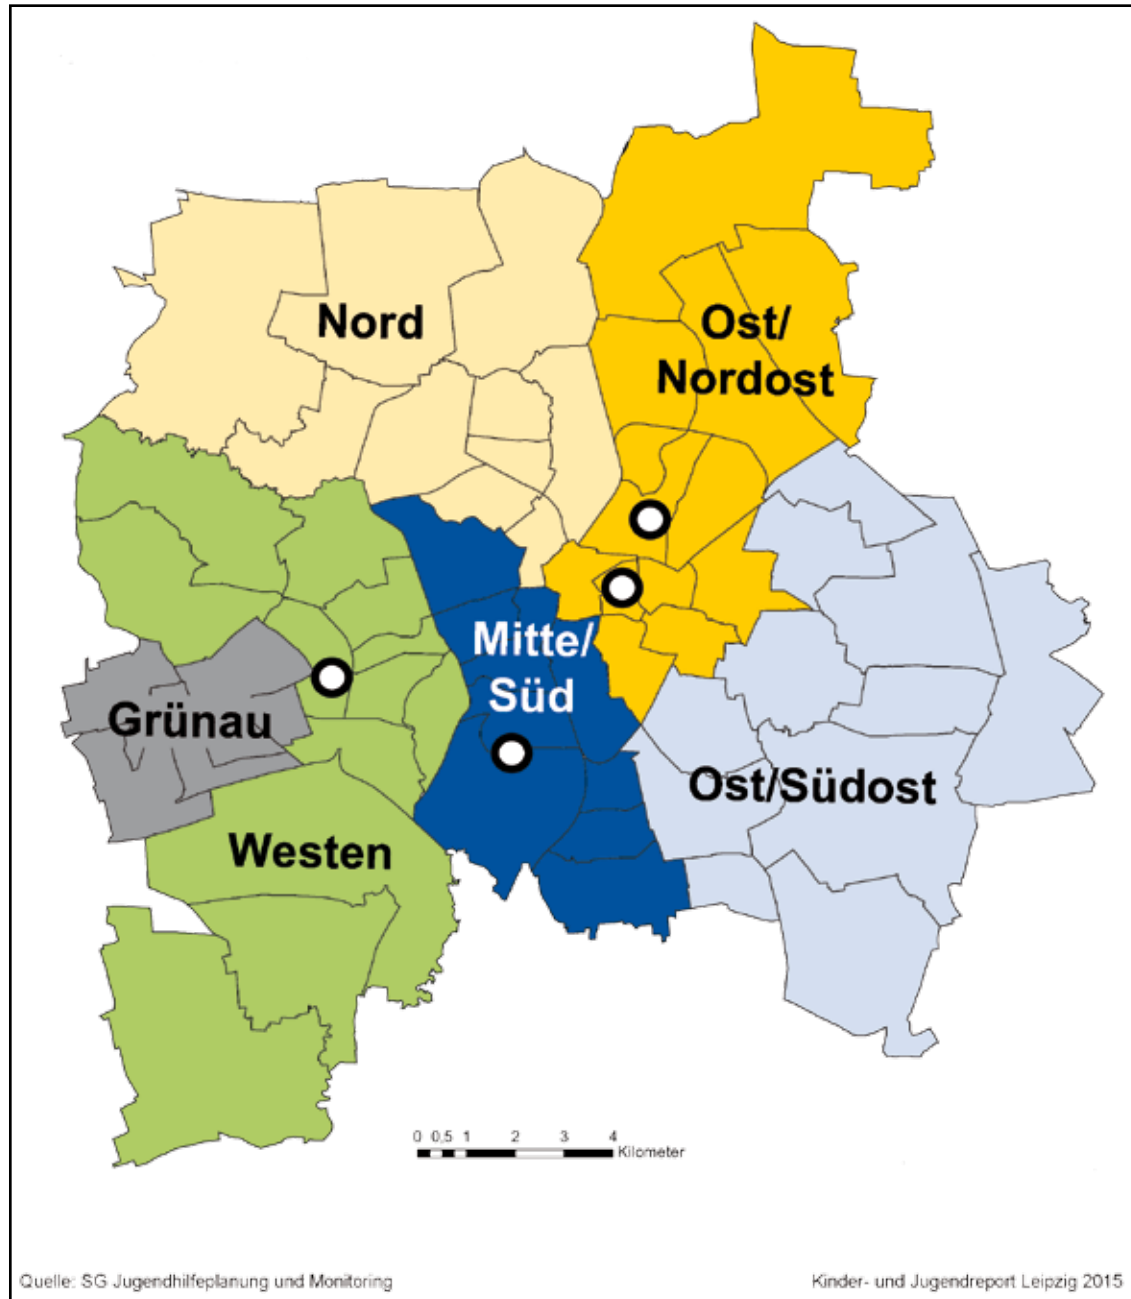 Nord
Ost/
Nordost
Mitte/
Süd
Grünau
Ost/Südost
Westen
0 0,5 1 2 3 4
Kilometer
Quelle: SG Jugendhilfeplanung und Monitoring
Kinder- und Jugendreport Leipzig 2015